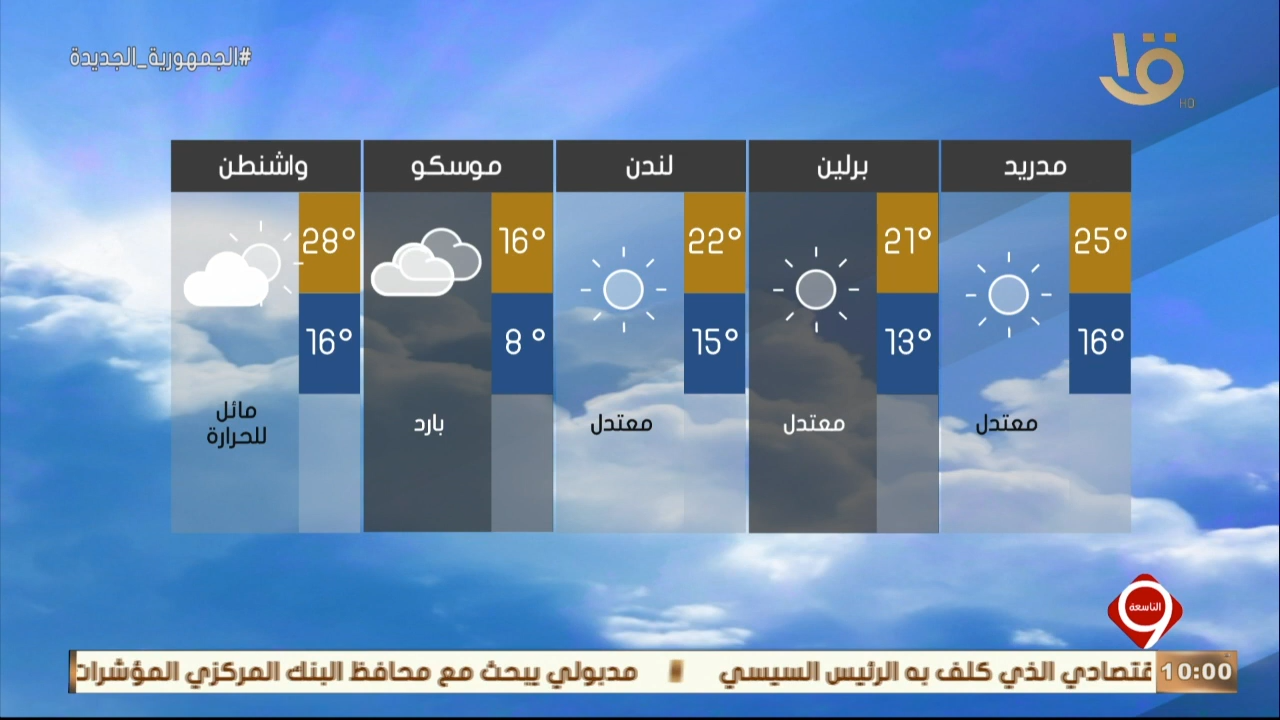 #الجمهورية_الجديدة
HD
مدريد
25°
16°
معتدل
برلين
21°
13°
معتدل
لندن
22°
15°
معتدل
موسكو
16°
8°
بارد
واشنطن
28°
16°
مائل
للحرارة
التاسعة
9
10:00
قتصادي الذي كلف به الرئيس السيسي
مدبولي يبحث مع محافظ البنك المركزي المؤشرات